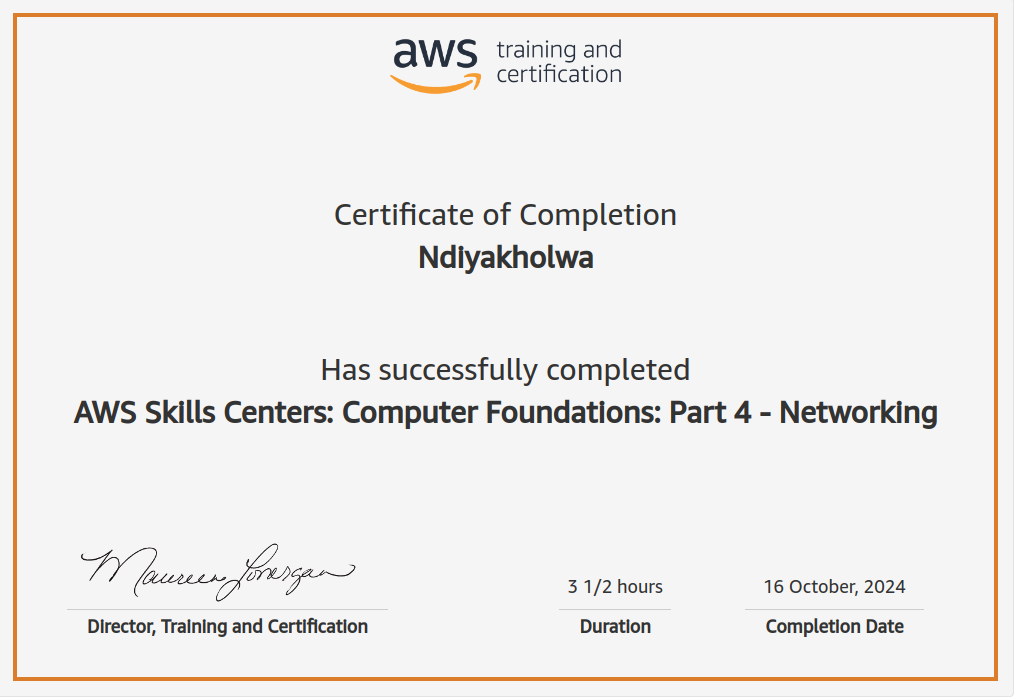 aws training and
certification
Certificate of Completion
Ndiyakholwa
Has successfully completed
AWS Skills Centers: Computer Foundations: Part 4 - Networking
Maureen Lonergan
3 1/2 hours
16 October, 2024
Director, Training and Certification
Duration
Completion Date